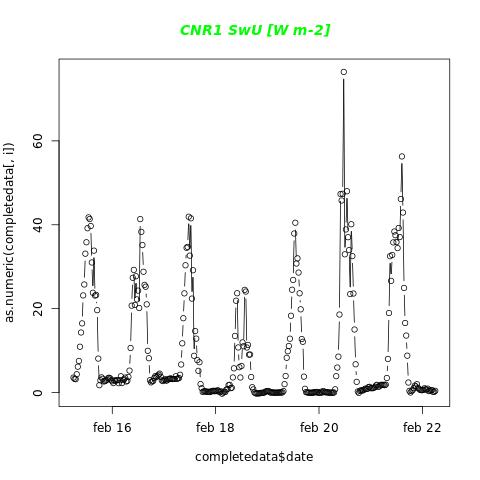 CNR1 SwU [W m-2]
as.numeric(completedata[, i])
60
40
20
0
feb 16
feb 18
feb 20
feb 22
completedata$date